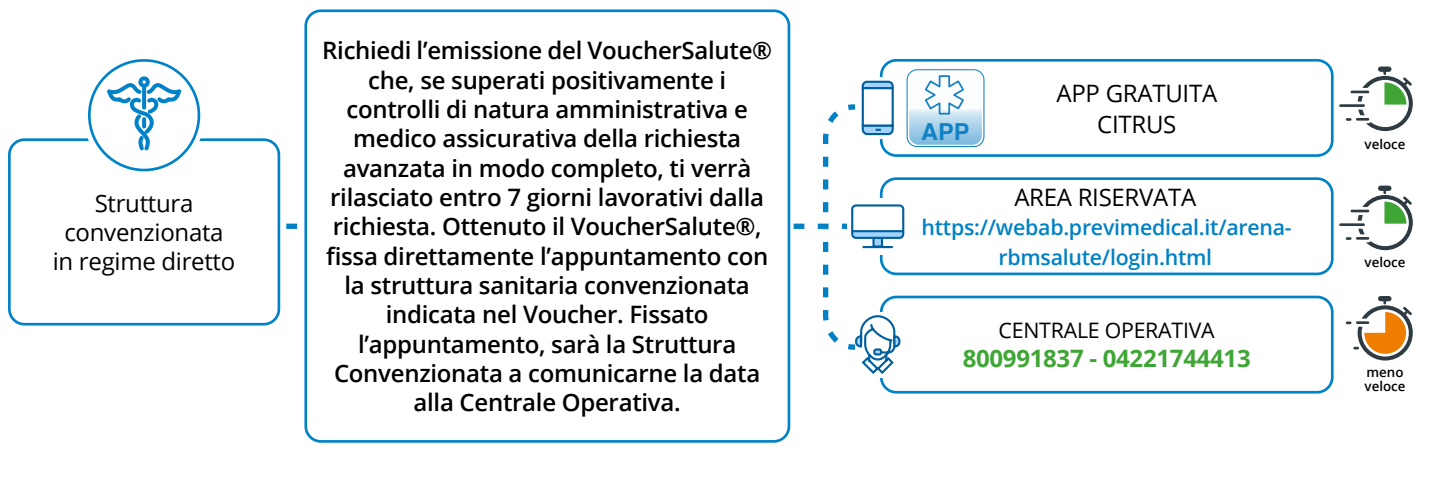 Struttura
convenzionata
in regime diretto
Richiedi l’emissione del VoucherSalute®
che, se superati positivamente i
controlli di natura amministrativa e
medico assicurativa della richiesta
avanzata in modo completo, ti verrà
rilasciato entro 7 giorni lavorativi dalla
richiesta. Ottenuto il VoucherSalute®,
fissa direttamente l’appuntamento con
la struttura sanitaria convenzionata
indicata nel Voucher. Fissato
l’appuntamento, sarà la Struttura
Convenzionata a comunicarne la data
alla Centrale Operativa.
APP
APP GRATUITA
CITRUS
veloce
AREA RISERVATA
https://webab.previmedical.it/arena-
rbmsalute/login.html
veloce
CENTRALE OPERATIVA
800991837 - 04221744413
meno
veloce